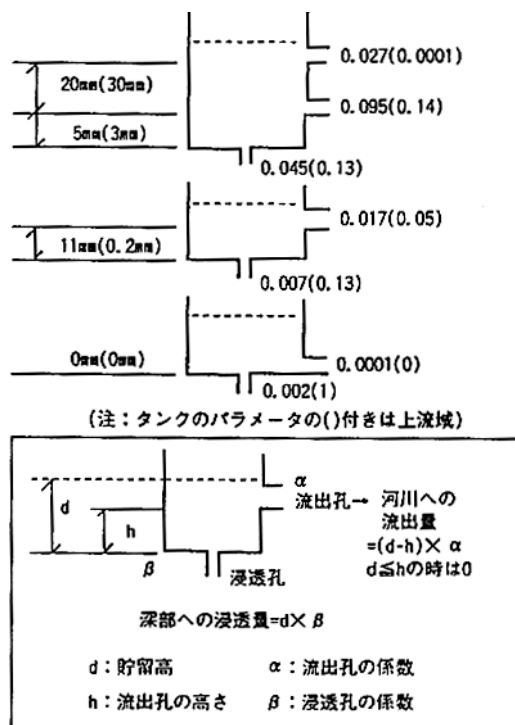 0.027(0.0001)
20mm(30mm)
0.095(0.14)
5mm(3mm)
0.045(0.13)
0.017(0.05)
11mm(0.2mm)
0.007(0.13)
0mm(0mm)
0.0001(0)
0.002(1)
(注:タンクのパラメータの()付きは上流域)
α
d
流出孔→ 河川への
流出量
h
=(d-h)×α
d≦hの時は0
β
浸透孔
深部への浸透量=d×β
d:貯留高 α:流出孔の係数
h:流出孔の高さ β:浸透孔の係数